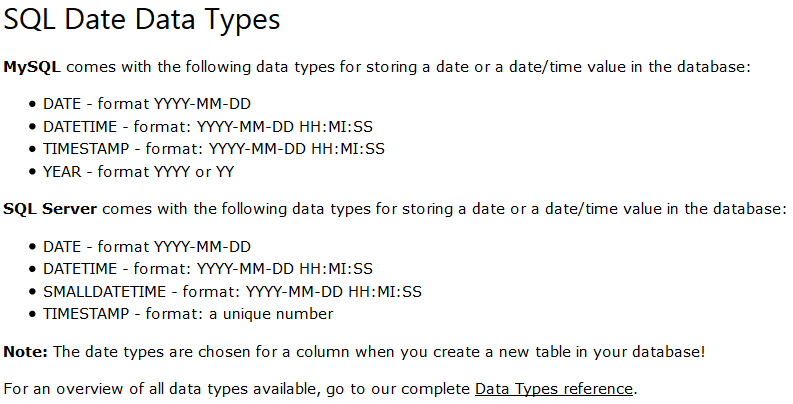 SQL Date Data Types
MySQL comes with the following data types for storing a date or a date/time value in the database:
• DATE - format YYYY-MM-DD
• DATETIME - format: YYYY-MM-DD HH:MI:SS
• TIMESTAMP - format: YYYY-MM-DD HH:MI:SS
• YEAR - format YYYY or YY
SQL Server comes with the following data types for storing a date or a date/time value in the database:
• DATE - format YYYY-MM-DD
• DATETIME - format: YYYY-MM-DD HH:MI:SS
• SMALLDATETIME - format: YYYY-MM-DD HH:MI:SS
• TIMESTAMP - format: a unique number
Note: The date types are chosen for a column when you create a new table in your database!
For an overview of all data types available, go to our complete Data Types reference.